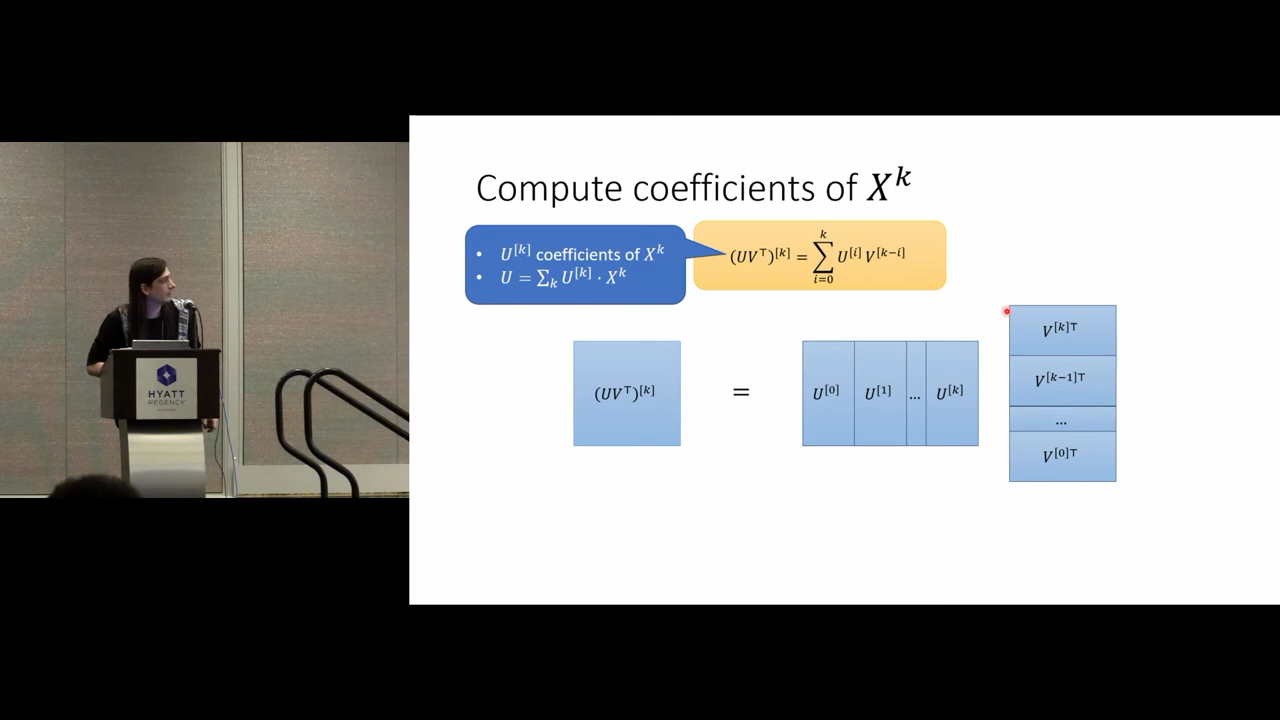 Compute coefficients of X^k
• U^[k] coefficients of X^k
• U = ∑_k U^[k] · X^k
(UV^⊤)^[k] = ∑_{i=0}^{k} U^[i] V^[k−i]
(UV^⊤)^[k]
=
U^[0] U^[1] ... U^[k]
V^[k]⊤
V^[k−1]⊤
...
V^[0]⊤
HYATT
REGENCY